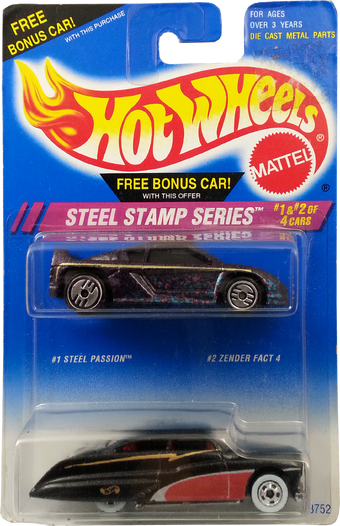 FREE
BONUS CAR!
WITH THIS PURCHASE
FOR AGES
OVER 3 YEARS
DIE CAST METAL PARTS
HOT WHEELS
®
MATTEL
FREE BONUS CAR!
WITH THIS OFFER
STEEL STAMP SERIES™
#1 & #2 OF
4 CARS
#1 STEEL PASSION™
#2 ZENDER FACT 4